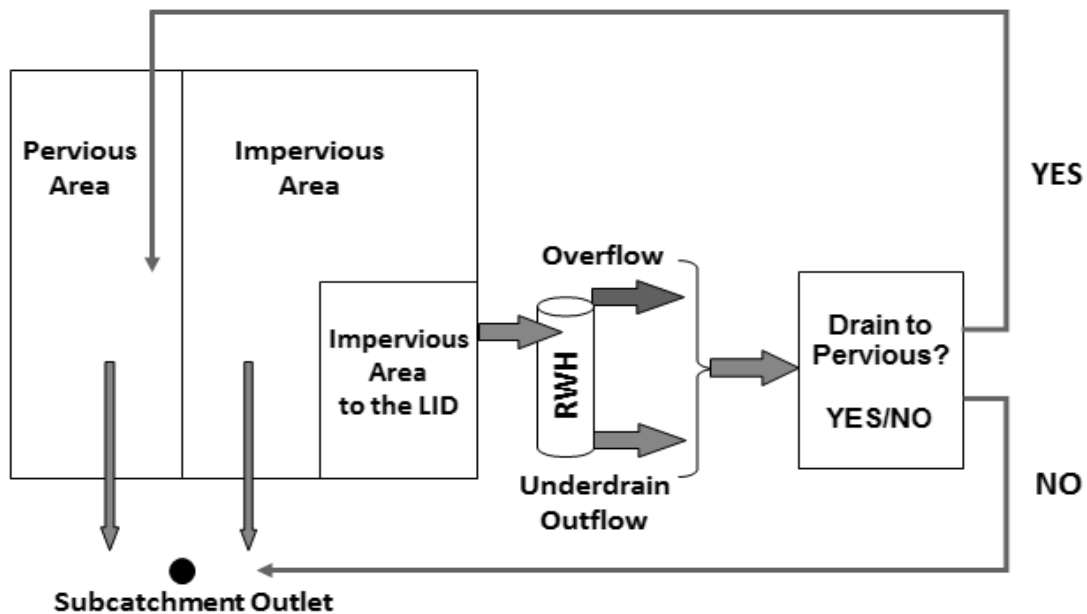 Pervious
Area
Impervious
Area
YES
Overflow
Impervious
Area
to the LID
RWH
Drain to
Pervious?
YES/NO
Underdrain
Outflow
NO
Subcatchment Outlet